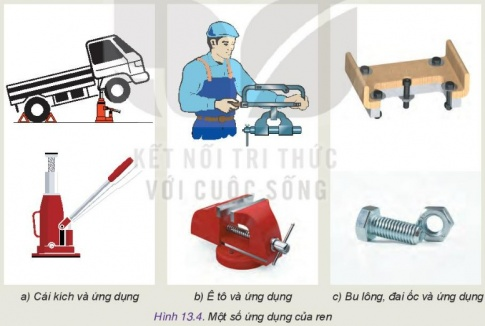 KẾT NỐI TRI THỨC
VỚI CUỘC SỐNG
a) Cái kích và ứng dụng
b) Ê tô và ứng dụng
c) Bu lông, đai ốc và ứng dụng
Hình 13.4. Một số ứng dụng của ren